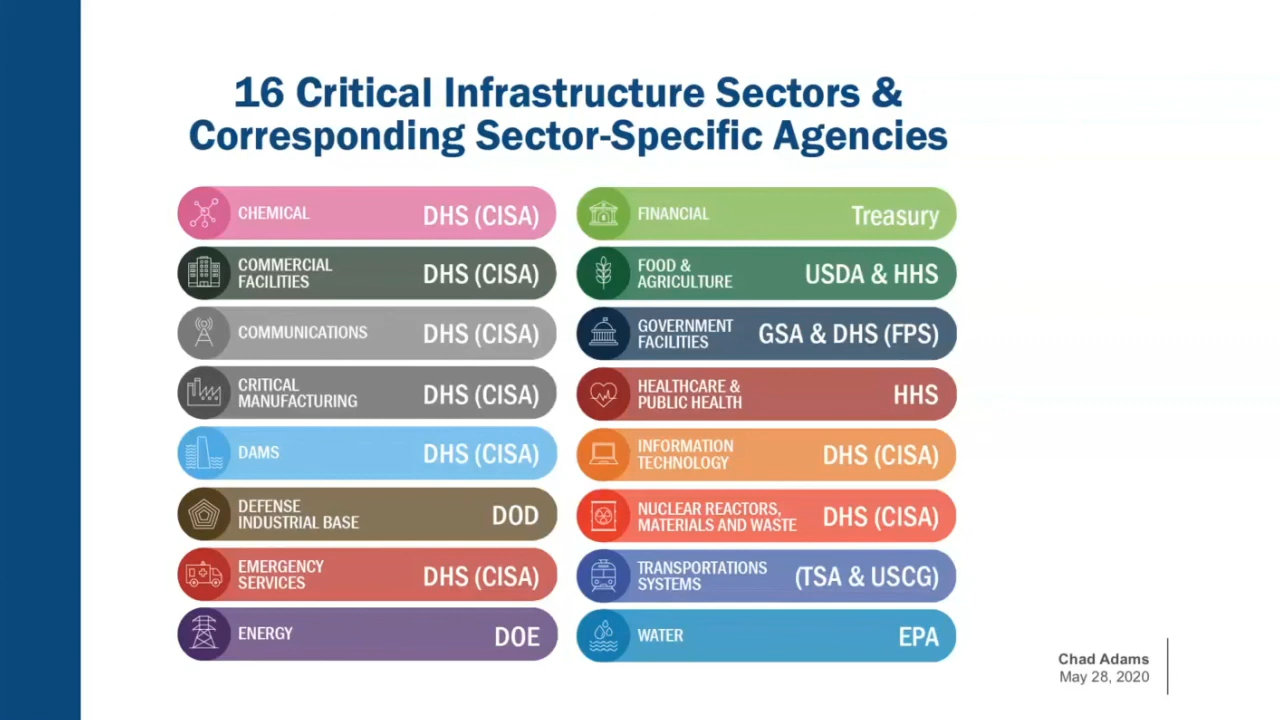 16 Critical Infrastructure Sectors &
Corresponding Sector-Specific Agencies
CHEMICAL DHS (CISA)
COMMERCIAL
FACILITIES DHS (CISA)
COMMUNICATIONS DHS (CISA)
CRITICAL
MANUFACTURING DHS (CISA)
DAMS DHS (CISA)
DEFENSE
INDUSTRIAL BASE DOD
EMERGENCY
SERVICES DHS (CISA)
ENERGY DOE
FINANCIAL Treasury
FOOD &
AGRICULTURE USDA & HHS
GOVERNMENT
FACILITIES GSA & DHS (FPS)
HEALTHCARE &
PUBLIC HEALTH HHS
INFORMATION
TECHNOLOGY DHS (CISA)
NUCLEAR REACTORS,
MATERIALS AND WASTE DHS (CISA)
TRANSPORTATIONS
SYSTEMS (TSA & USCG)
WATER EPA
Chad Adams
May 28, 2020